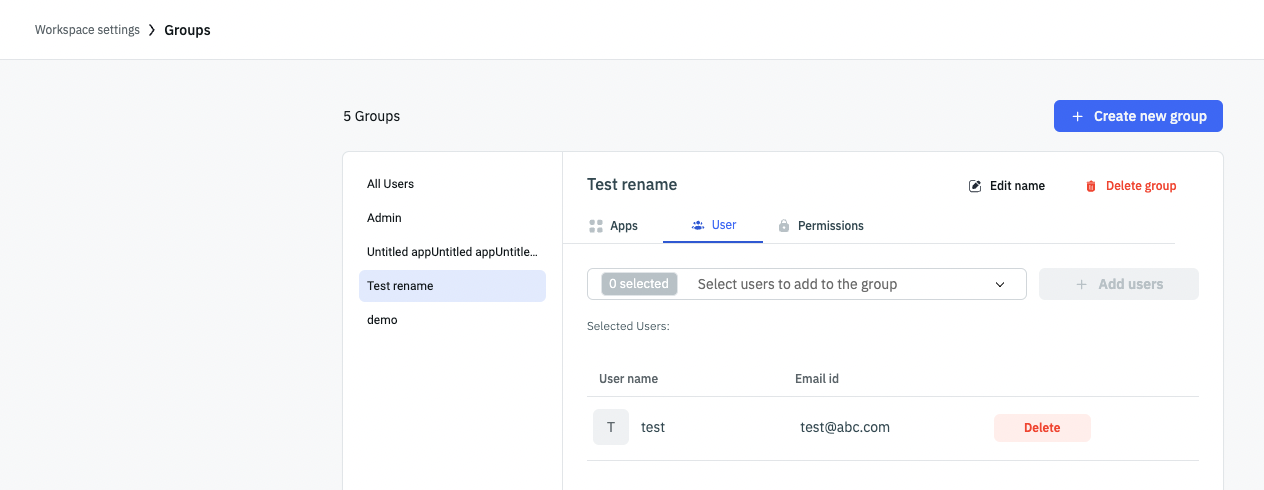 Workspace settings > Groups
5 Groups
+ Create new group
All Users
Admin
Untitled appUntitled appUntitle...
Test rename
demo
Test rename
Edit name
Delete group
Apps
User
Permissions
0 selected Select users to add to the group
+ Add users
Selected Users:
User name Email id
T test test@abc.com Delete